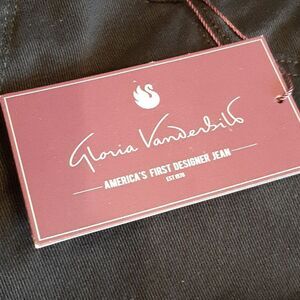 Gloria Vanderbilt
AMERICA'S FIRST DESIGNER JEAN
EST 1976